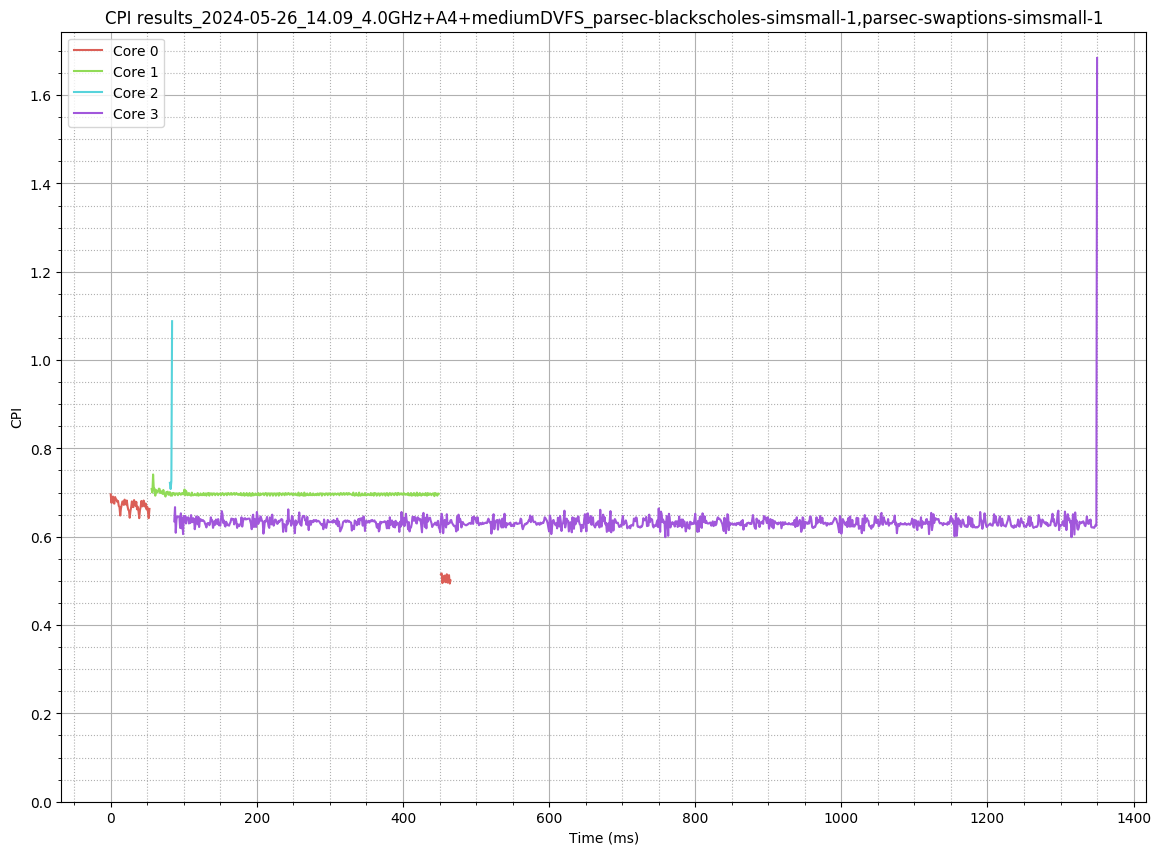 CPI results_2024-05-26_14.09_4.0GHz+A4+mediumDVFS_parsec-blackscholes-simsmall-1,parsec-swaptions-simsmall-1
Core 0
Core 1
Core 2
Core 3
1.6
1.4
1.2
1.0
0.8
0.6
0.4
0.2
0.0
CPI
0 200 400 600 800 1000 1200 1400
Time (ms)